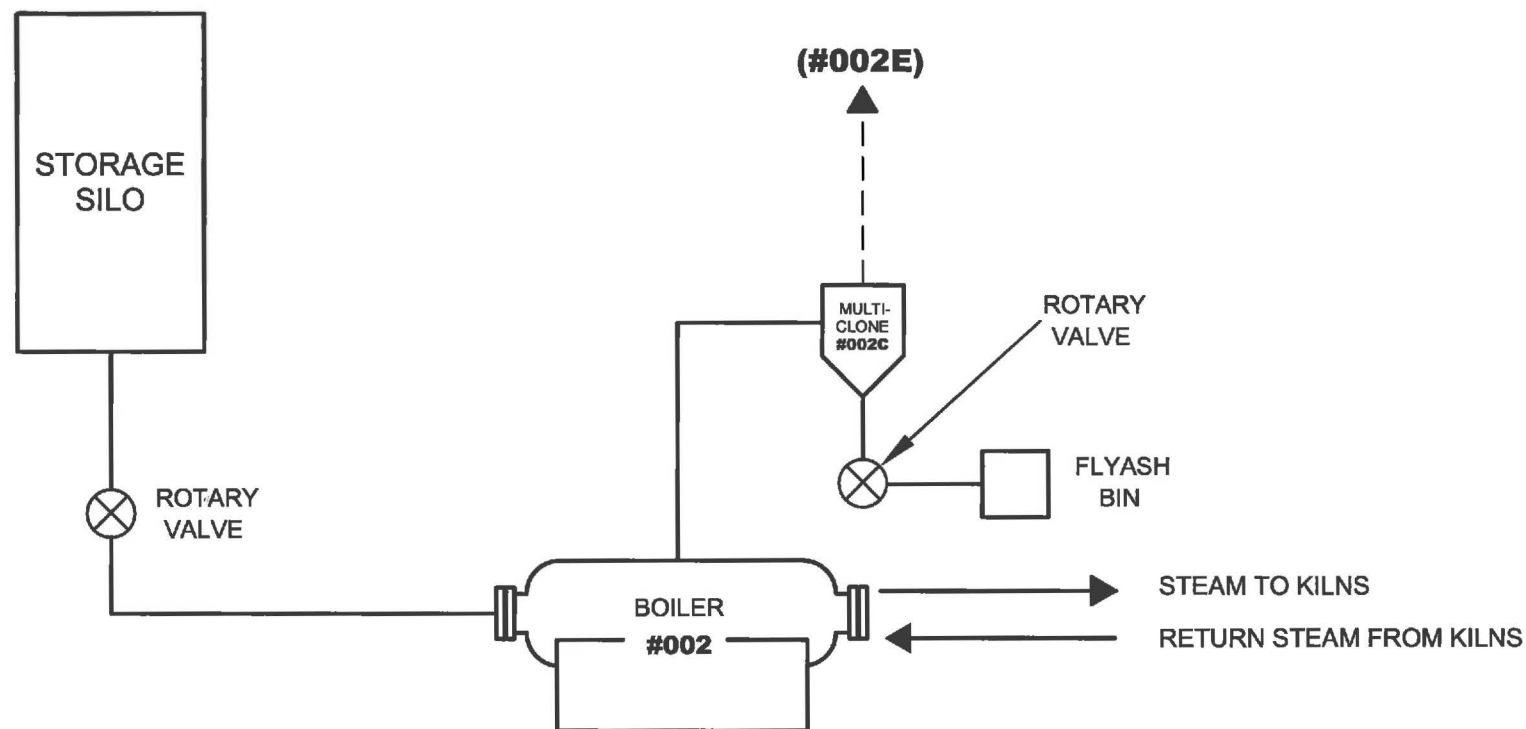 (#002E)
STORAGE
SILO
MULTI-
CLONE
#002C
ROTARY
VALVE
FLYASH
BIN
ROTARY
VALVE
BOILER
#002
STEAM TO KILNS
RETURN STEAM FROM KILNS